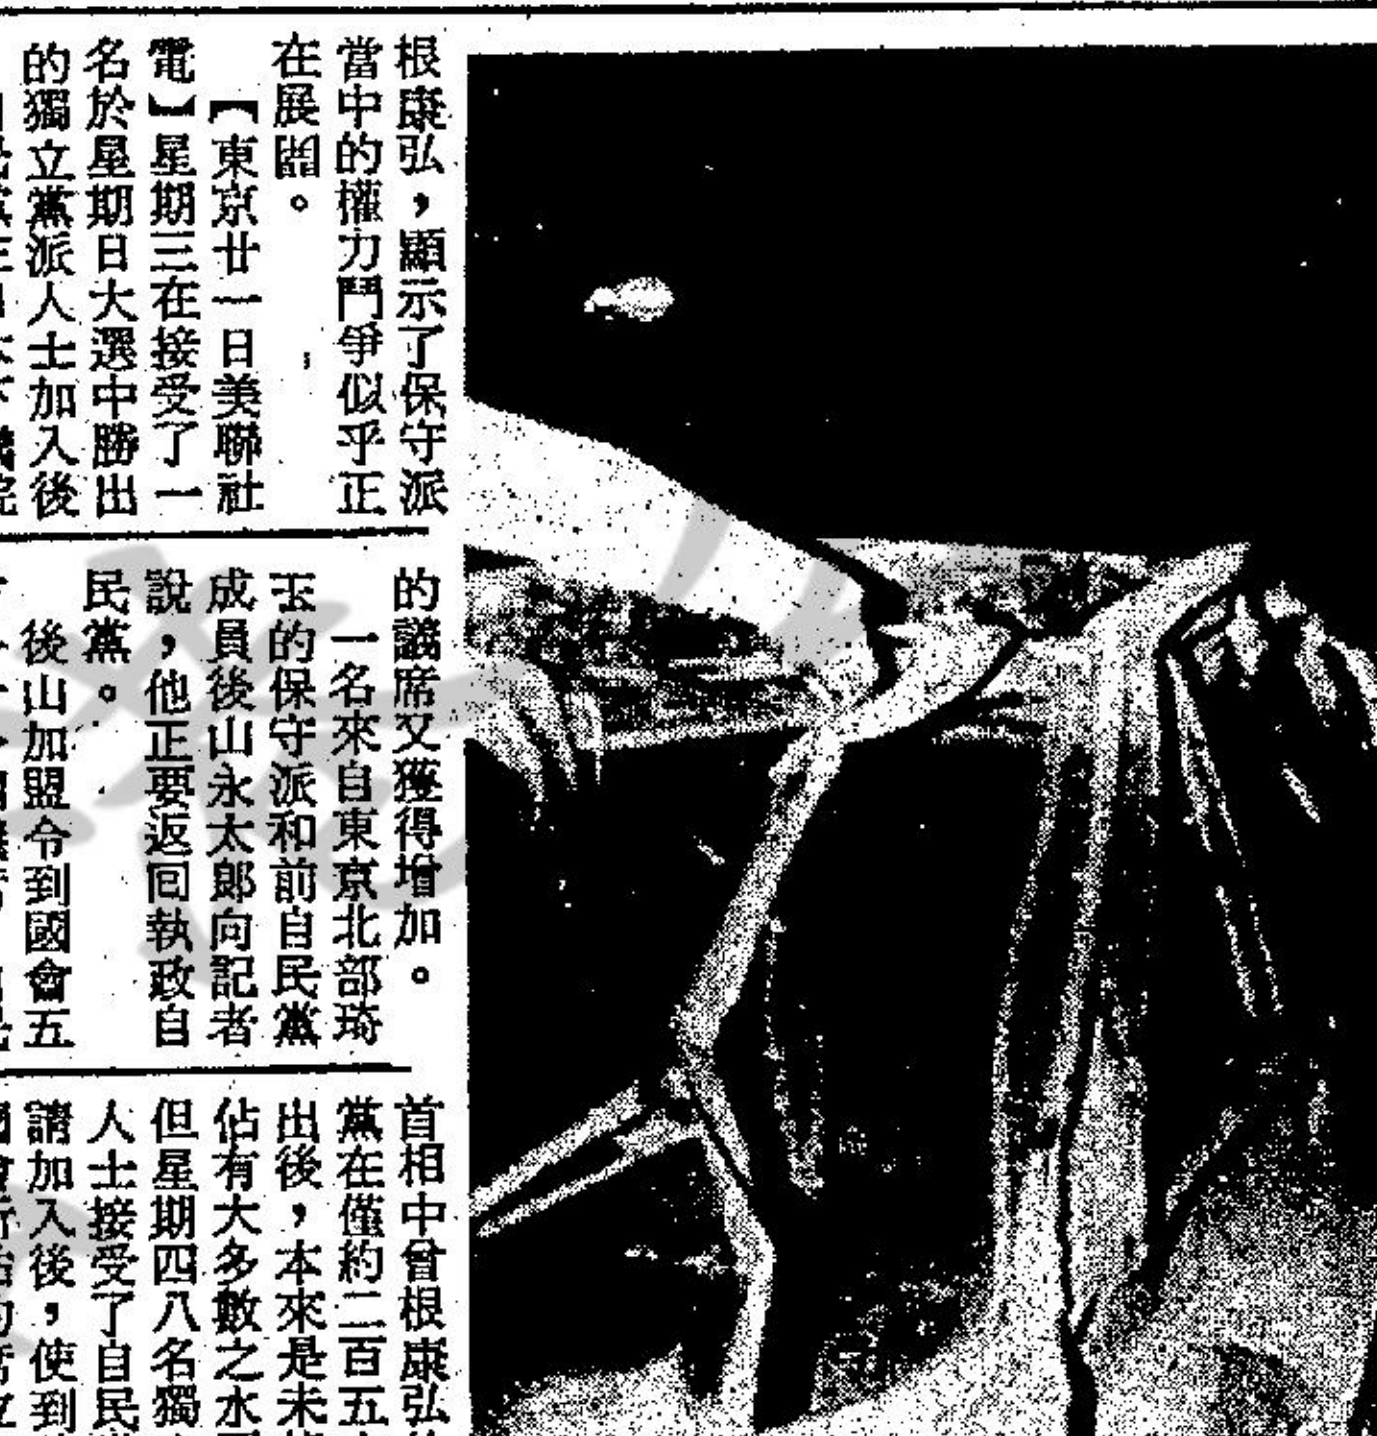 根康弘，顯示了保守派
當中的權力鬥爭似乎正
在展開。
【東京廿一日美聯社
電】星期三在接受了一
名於星期日大選中勝出
的獨立黨派人士加入後
的議席又獲得增加。
一名來自東京北部琦
玉的保守派和前自民黨
成員後山永太郎向記者
說，他正要返回執政自
民黨。
後山加盟令到國會五
首相中曾根康弘
黨在僅約二百五
出後，本來是未
佔有大多數之水
但星期四八名獨
人士接受了自民
請加入後，使到